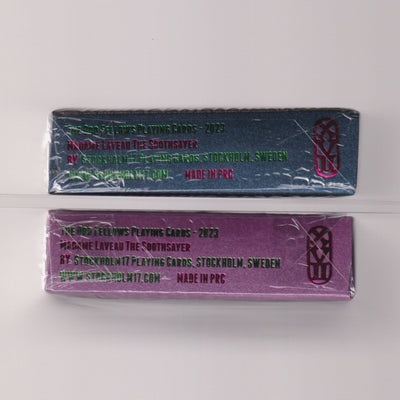 The Odd Fellows Playing Cards - 2023
Madame Laveau The Soothsayer
by Stockholm17 Playing Cards, Stockholm, Sweden
www.stockholm17.com Made in PRC
The Odd Fellows Playing Cards - 2023
Madame Laveau The Soothsayer
by Stockholm17 Playing Cards, Stockholm, Sweden
www.stockholm17.com Made in PRC